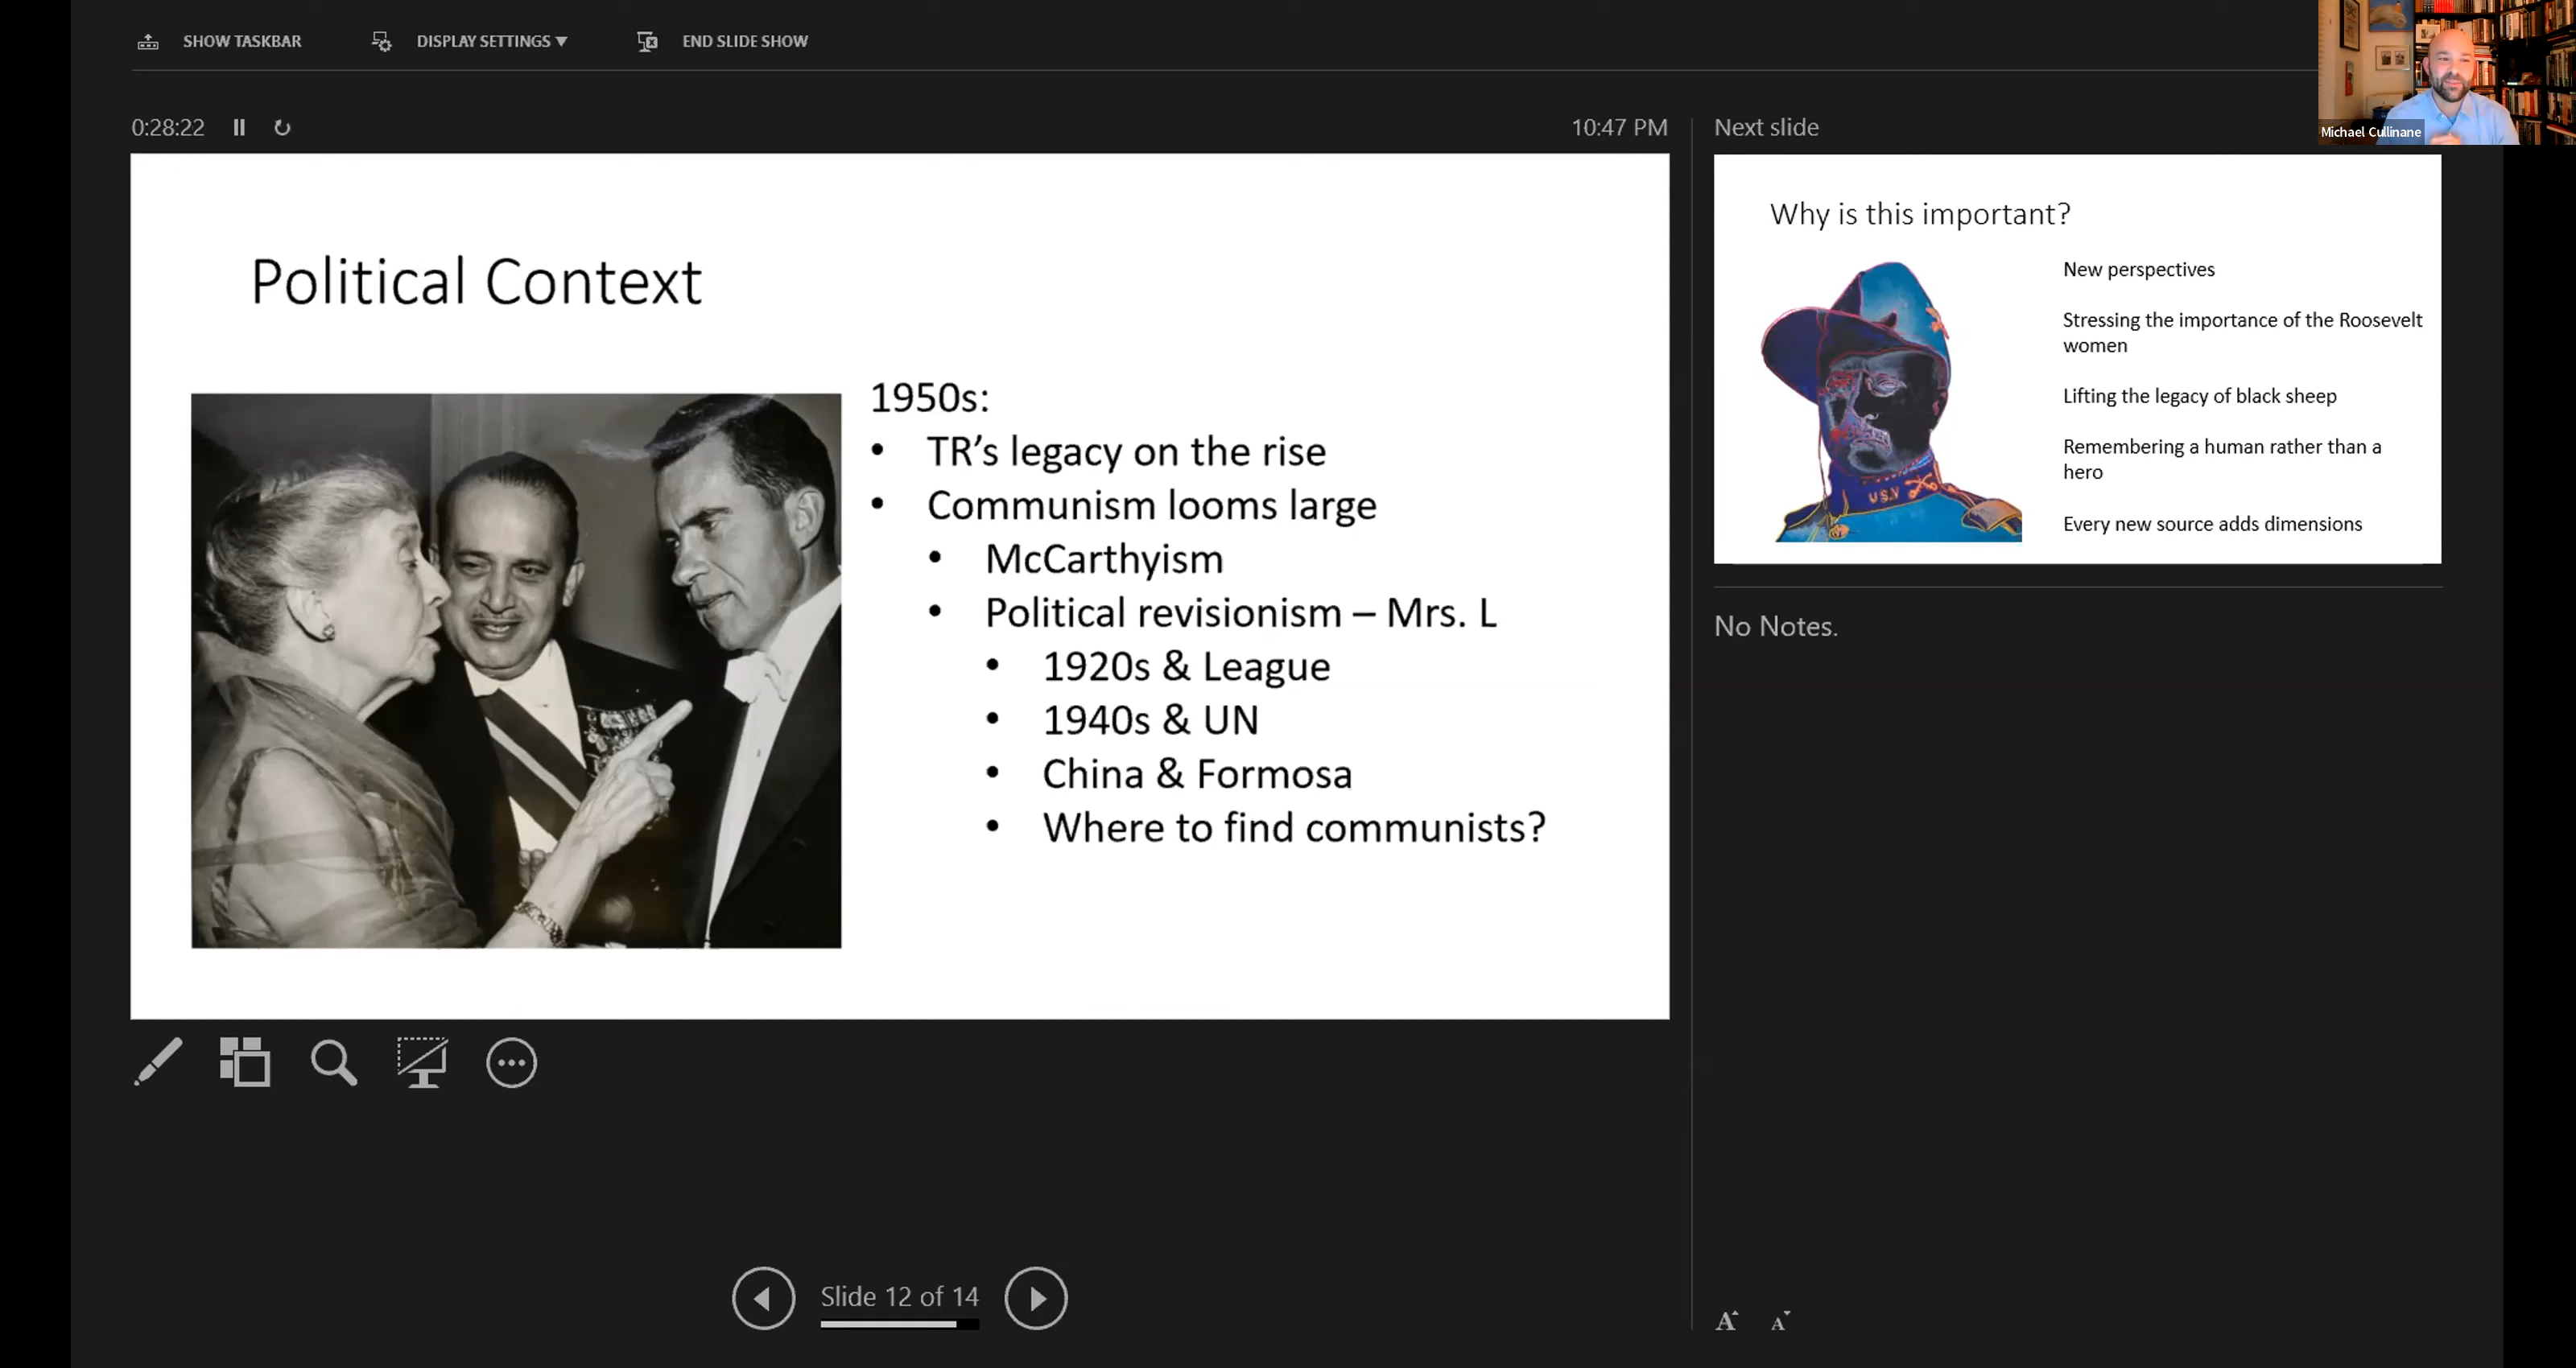 SHOW TASKBAR
DISPLAY SETTINGS ▼
END SLIDE SHOW
Michael Cullinane
0:28:22
10:47 PM
Next slide
Political Context
1950s:
• TR’s legacy on the rise
• Communism looms large
• McCarthyism
• Political revisionism – Mrs. L
• 1920s & League
• 1940s & UN
• China & Formosa
• Where to find communists?
Why is this important?
New perspectives
Stressing the importance of the Roosevelt
women
Lifting the legacy of black sheep
Remembering a human rather than a
hero
Every new source adds dimensions
U.S.V
No Notes.
Slide 12 of 14
A
A